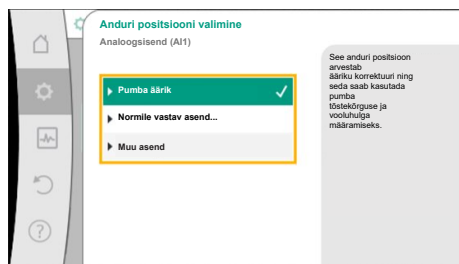 Anduri positsiooni valimine
Analoogsisend (AI1)
Pumba äärik
Normile vastav asend...
Muu asend
See anduri positsioon
arvestab
ääriku korrektuuri ning
seda saab kasutada
pumba
tõstekõrguse ja
vooluhulga
määramiseks.